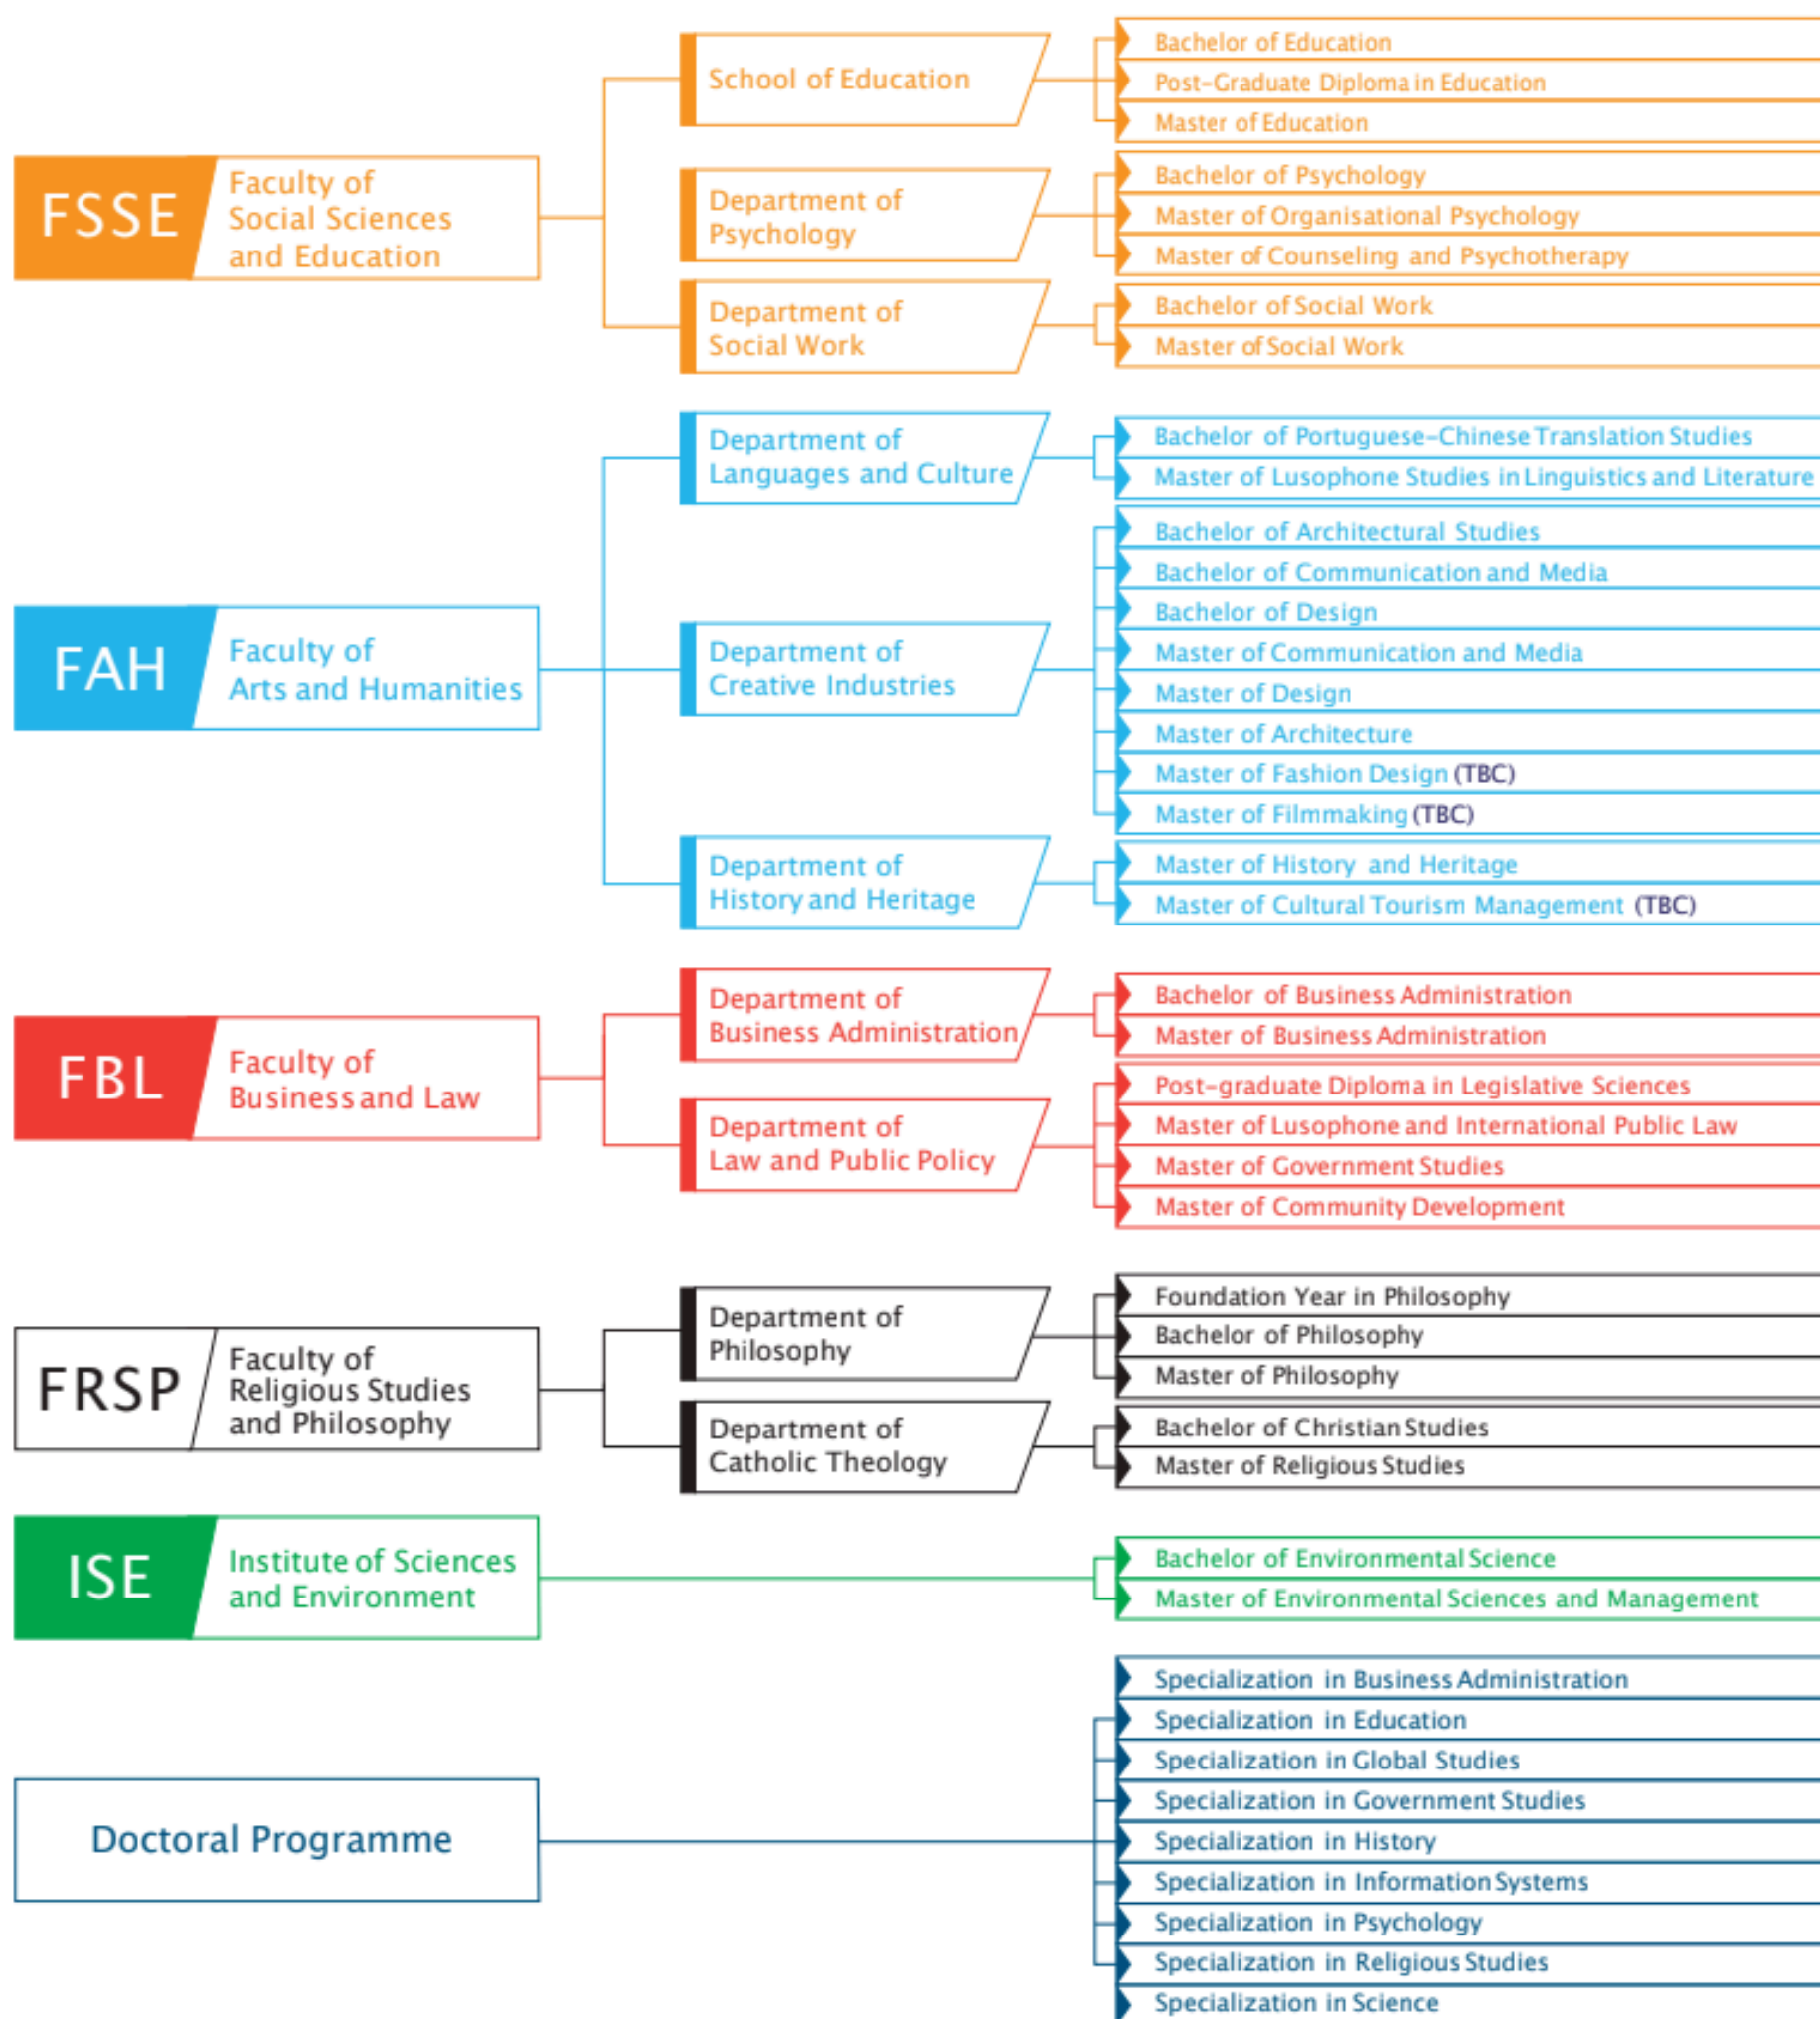 FSSE
Faculty of
Social Sciences
and Education
School of Education
Bachelor of Education
Post-Graduate Diploma in Education
Master of Education
Department of
Psychology
Bachelor of Psychology
Master of Organisational Psychology
Master of Counseling and Psychotherapy
Department of
Social Work
Bachelor of Social Work
Master of Social Work
FAH
Faculty of
Arts and Humanities
Department of
Languages and Culture
Bachelor of Portuguese-Chinese Translation Studies
Master of Lusophone Studies in Linguistics and Literature
Department of
Creative Industries
Bachelor of Architectural Studies
Bachelor of Communication and Media
Bachelor of Design
Master of Communication and Media
Master of Design
Master of Architecture
Master of Fashion Design (TBC)
Master of Filmmaking (TBC)
Department of
History and Heritage
Master of History and Heritage
Master of Cultural Tourism Management (TBC)
FBL
Faculty of
Business and Law
Department of
Business Administration
Bachelor of Business Administration
Master of Business Administration
Department of
Law and Public Policy
Post-graduate Diploma in Legislative Sciences
Master of Lusophone and International Public Law
Master of Government Studies
Master of Community Development
FRSP
Faculty of
Religious Studies
and Philosophy
Department of
Philosophy
Foundation Year in Philosophy
Bachelor of Philosophy
Master of Philosophy
Department of
Catholic Theology
Bachelor of Christian Studies
Master of Religious Studies
ISE
Institute of Sciences
and Environment
Bachelor of Environmental Science
Master of Environmental Sciences and Management
Doctoral Programme
Specialization in Business Administration
Specialization in Education
Specialization in Global Studies
Specialization in Government Studies
Specialization in History
Specialization in Information Systems
Specialization in Psychology
Specialization in Religious Studies
Specialization in Science